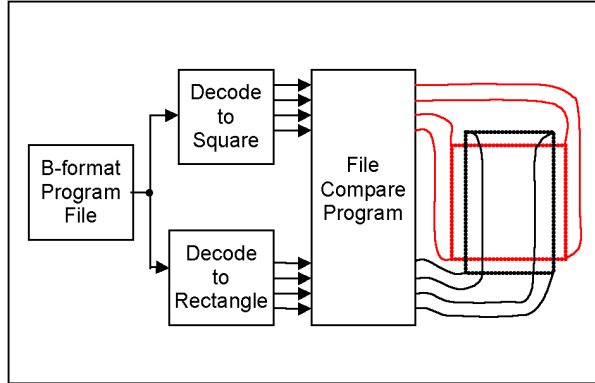 B-format
Program
File
Decode
to
Square
Decode
to
Rectangle
File
Compare
Program